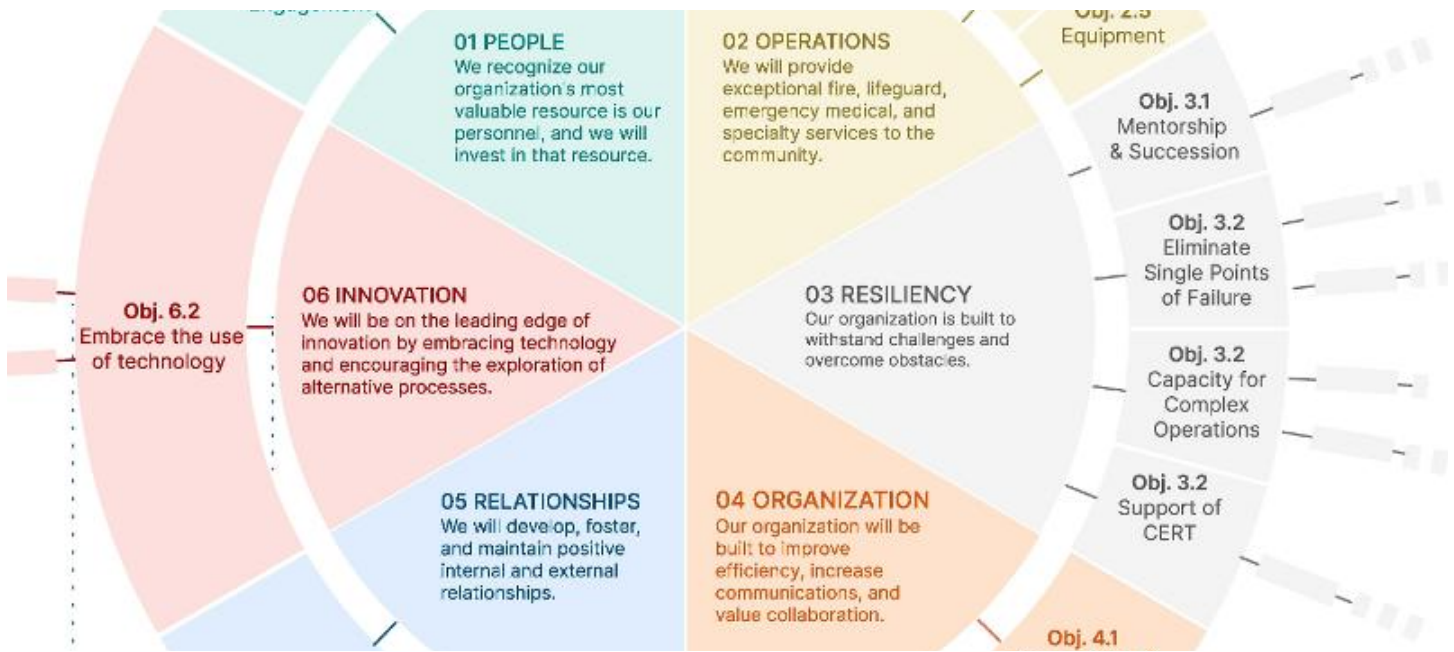 Engagement
01 PEOPLE
We recognize our
organization's most
valuable resource is our
personnel, and we will
invest in that resource.
02 OPERATIONS
We will provide
exceptional fire, lifeguard,
emergency medical, and
specialty services to the
community.
Obj. 2.5
Equipment
Obj. 3.1
Mentorship
& Succession
Obj. 3.2
Eliminate
Single Points
of Failure
Obj. 3.2
Capacity for
Complex
Operations
Obj. 3.2
Support of
CERT
03 RESILIENCY
Our organization is built to
withstand challenges and
overcome obstacles.
Obj. 6.2
Embrace the use
of technology
06 INNOVATION
We will be on the leading edge of
innovation by embracing technology
and encouraging the exploration of
alternative processes.
05 RELATIONSHIPS
We will develop, foster,
and maintain positive
internal and external
relationships.
04 ORGANIZATION
Our organization will be
built to improve
efficiency, increase
communications, and
value collaboration.
Obj. 4.1